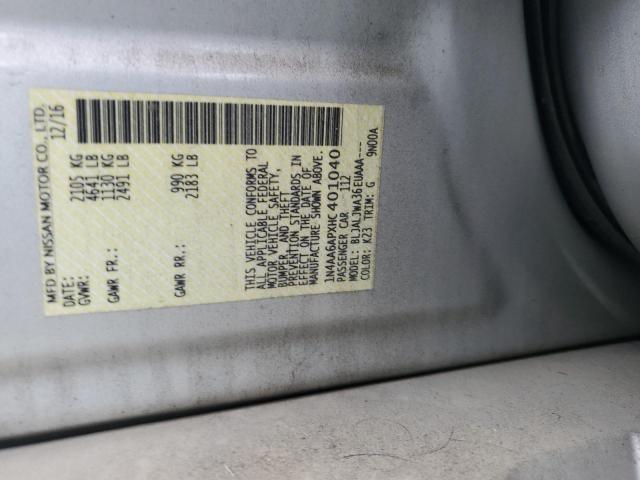 MFD BY NISSAN MOTOR CO., LTD.
DATE: 12/16
GVWR: 2105 KG
4641 LB
GAWR FR.: 1130 KG
2491 LB
GAWR RR.: 990 KG
2183 LB
THIS VEHICLE CONFORMS TO
ALL APPLICABLE FEDERAL
MOTOR VEHICLE SAFETY,
BUMPER, AND THEFT
PREVENTION STANDARDS IN
EFFECT ON THE DATE OF
MANUFACTURE SHOWN ABOVE.
1N4AA6APXHC401040
PASSENGER CAR 112
MODEL: BLJALJWA36EUAAA---
COLOR: K23 TRIM: G 9N00A